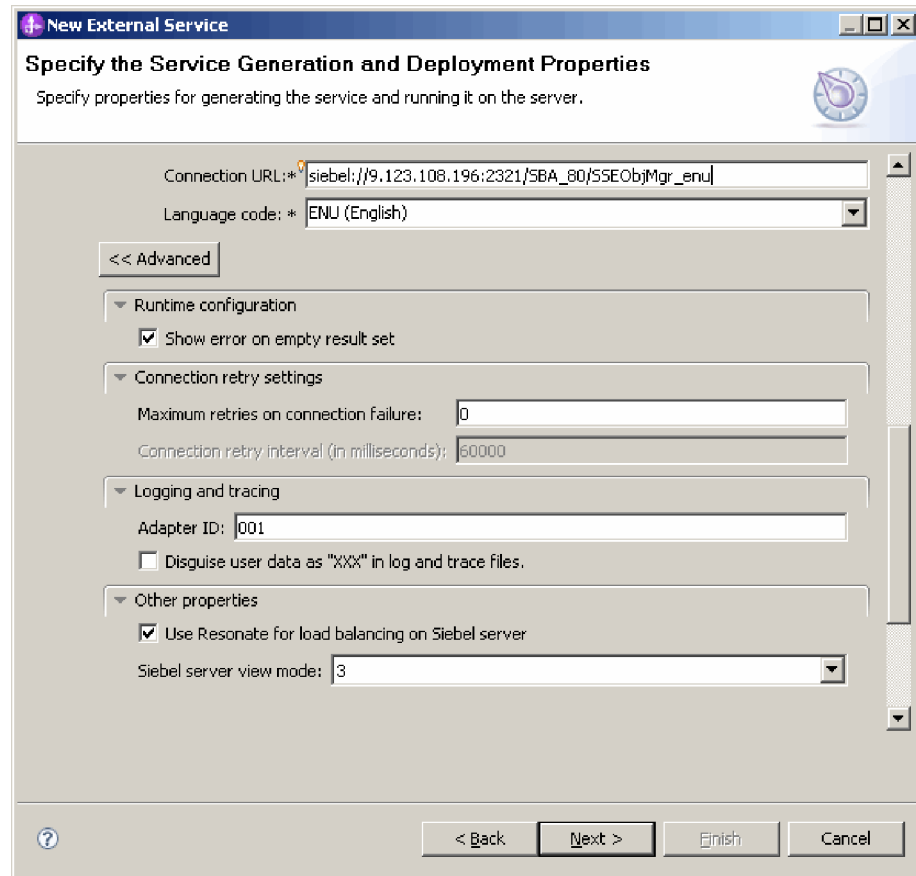 New External Service
Specify the Service Generation and Deployment Properties
Specify properties for generating the service and running it on the server.
Connection URL:* siebel://9.123.108.196:2321/SBA_80/SSEObjMgr_enu
Language code: * ENU (English)
<< Advanced
Runtime configuration
Show error on empty result set
Connection retry settings
Maximum retries on connection failure: 0
Connection retry interval (in milliseconds): 60000
Logging and tracing
Adapter ID: 001
Disguise user data as "XXX" in log and trace files.
Other properties
Use Resonate for load balancing on Siebel server
Siebel server view mode: 3
? < Back Next > Finish Cancel